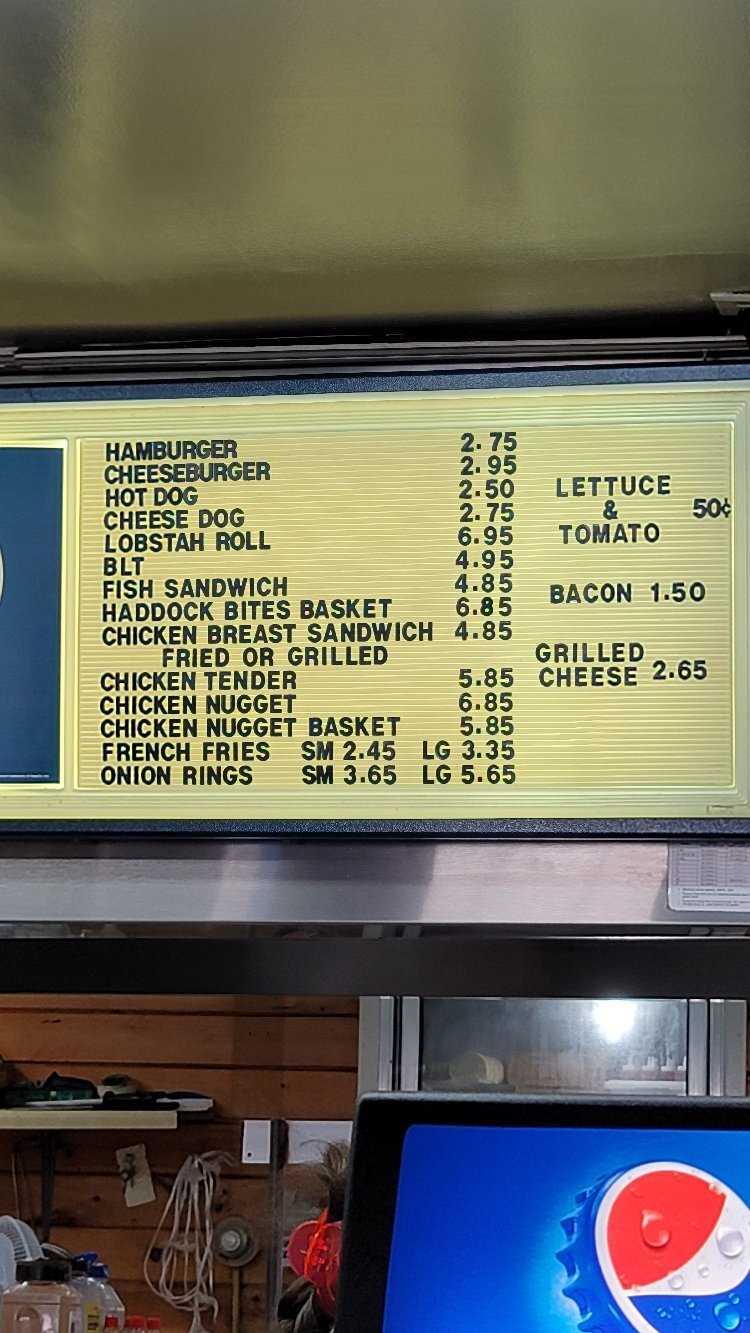 HAMBURGER 2.75
CHEESEBURGER 2.95
HOT DOG 2.50
CHEESE DOG 2.75
LOBSTAH ROLL 6.95
BLT 4.95
FISH SANDWICH 4.85
HADDOCK BITES BASKET 6.85
CHICKEN BREAST SANDWICH 4.85
FRIED OR GRILLED
CHICKEN TENDER 5.85
CHICKEN NUGGET 6.85
CHICKEN NUGGET BASKET 5.85
FRENCH FRIES SM 2.45 LG 3.35
ONION RINGS SM 3.65 LG 5.65
LETTUCE
& 50¢
TOMATO
BACON 1.50
GRILLED
CHEESE 2.65